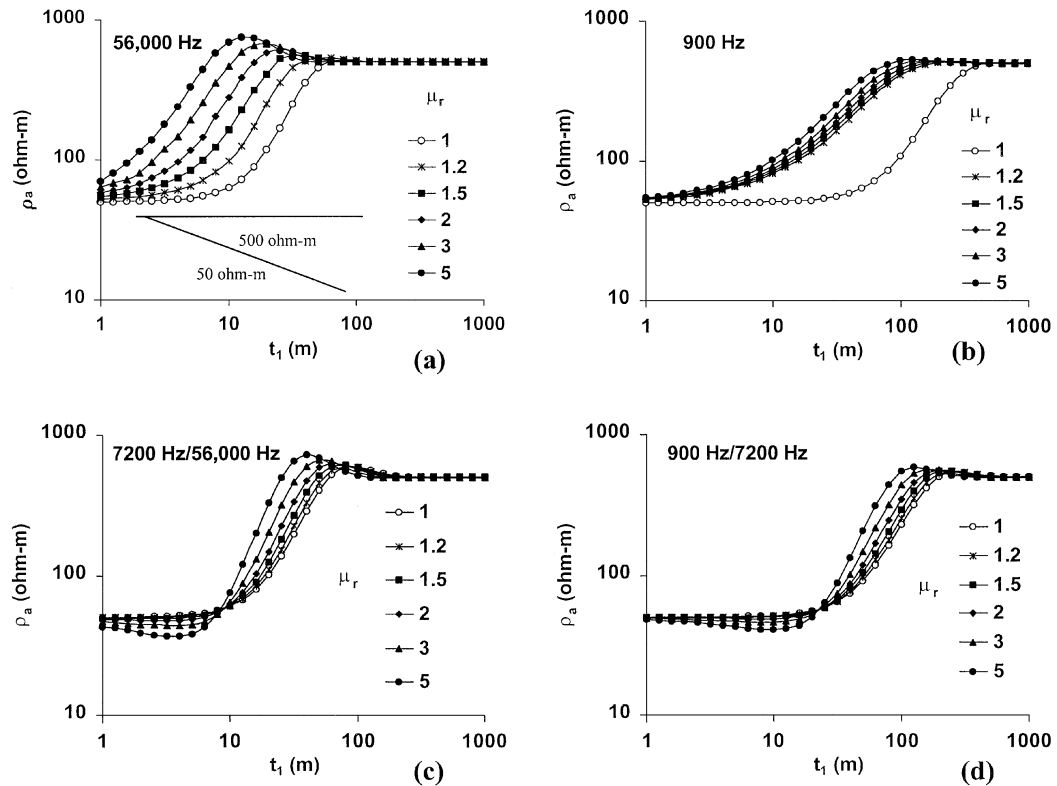 1000
56,000 Hz
100
10
ρa (ohm-m)
μr
1
1.2
1.5
2
3
5
500 ohm-m
50 ohm-m
1 10 100 1000
t1 (m)
(a)
1000
900 Hz
100
10
ρa (ohm-m)
μr
1
1.2
1.5
2
3
5
1 10 100 1000
t1 (m)
(b)
1000
7200 Hz/56,000 Hz
100
10
ρa (ohm-m)
1
1.2
1.5
μr
2
3
5
1 10 100 1000
t1 (m)
(c)
1000
900 Hz/7200 Hz
100
10
ρa (ohm-m)
1
1.2
1.5
μr
2
3
5
1 10 100 1000
t1 (m)
(d)